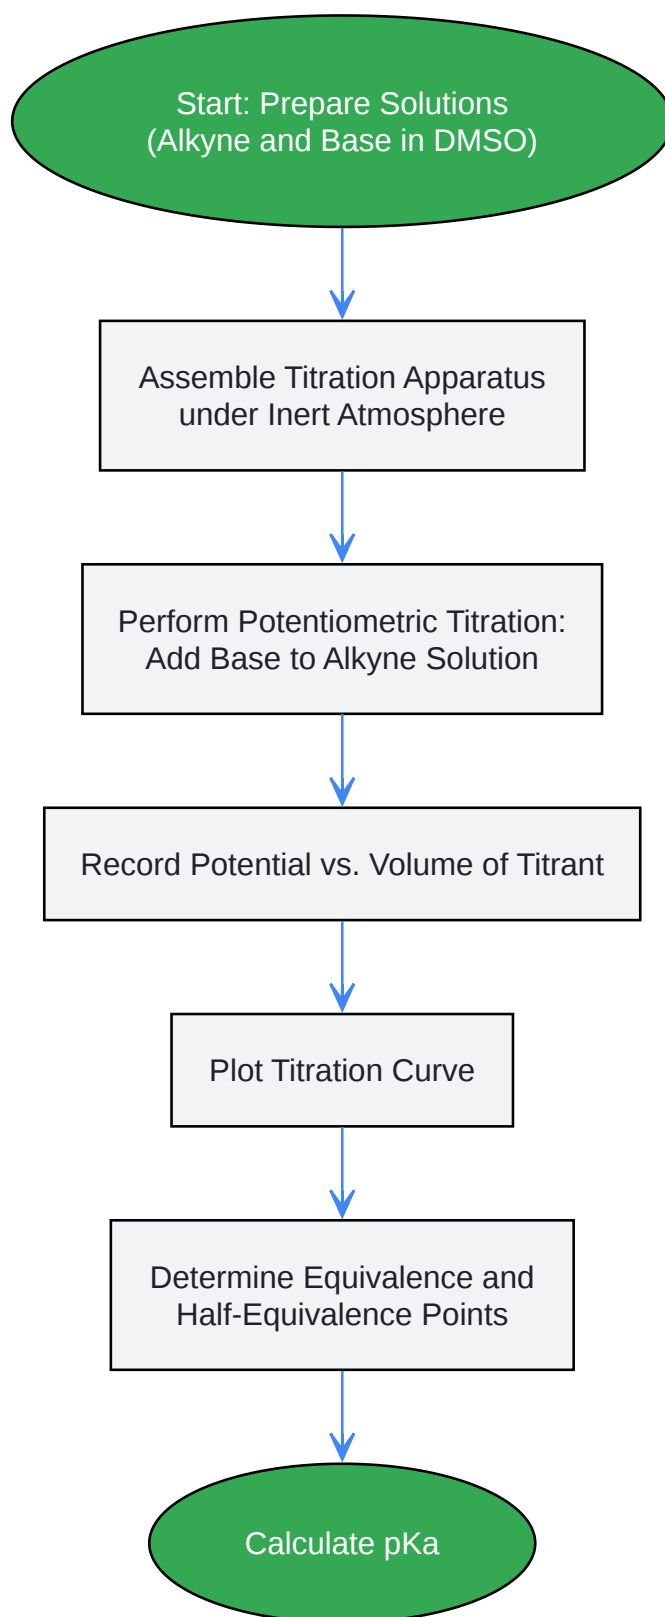 Start: Prepare Solutions
(Alkyne and Base in DMSO)
Assemble Titration Apparatus
under Inert Atmosphere
Perform Potentiometric Titration:
Add Base to Alkyne Solution
Record Potential vs. Volume of Titrant
Plot Titration Curve
Determine Equivalence and
Half-Equivalence Points
Calculate pKa